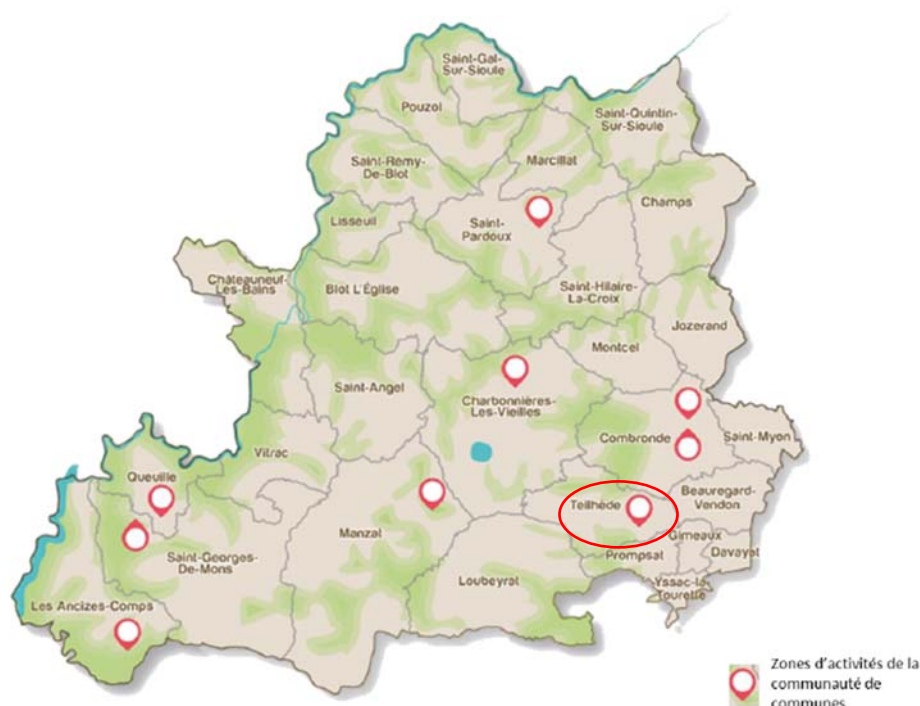 Saint-Gal-
Sur-Sioule
Pouzol
Saint-Quintin-
Sur-Sioule
Saint-Rémy-
De-Blot
Marcillat
Champs
Lisseuil
Saint-
Pardoux
Châteauneuf-
Les-Bains
Blot L'Église
Saint-Hilaire-
La-Croix
Jozerand
Montcel
Saint-Angel
Charbonnières-
Les-Vieilles
Combronde
Saint-Myon
Vitrac
Queuille
Teilhède
Beauregard-
Vendon
Manzat
Gimeaux
Saint-Georges-
De-Mons
Prompsat
Davayat
Loubeyrat
Yssac-la-
Tourette
Les Ancizes-Comps
Zones d'activités de la
communauté de
communes